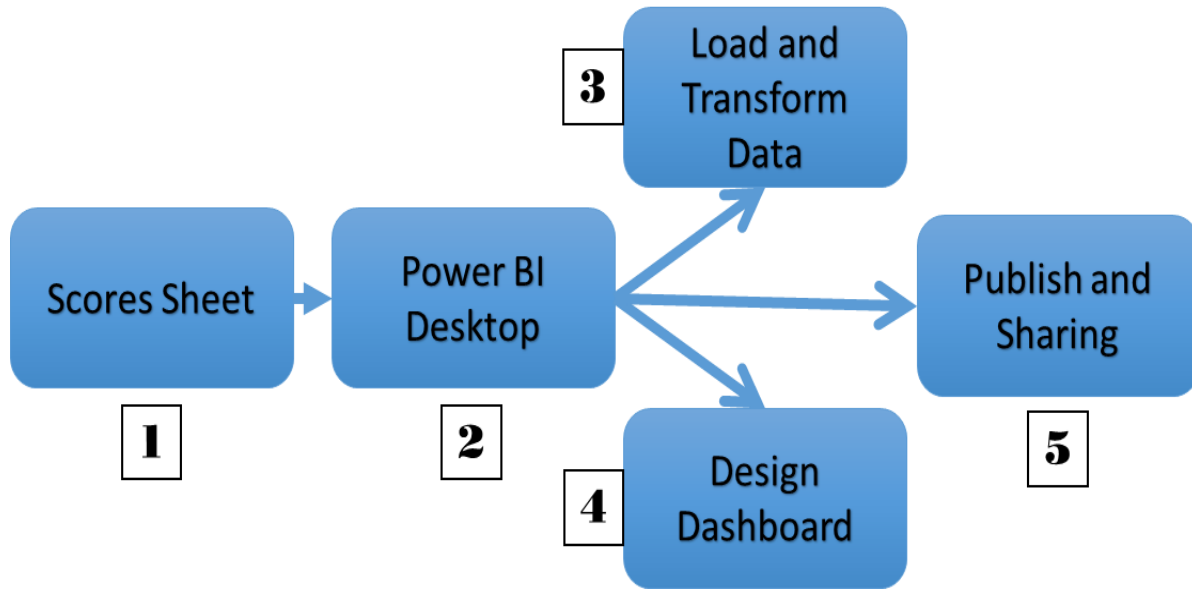 Scores Sheet
1
Power BI
Desktop
2
3
Load and
Transform
Data
4
Design
Dashboard
Publish and
Sharing
5